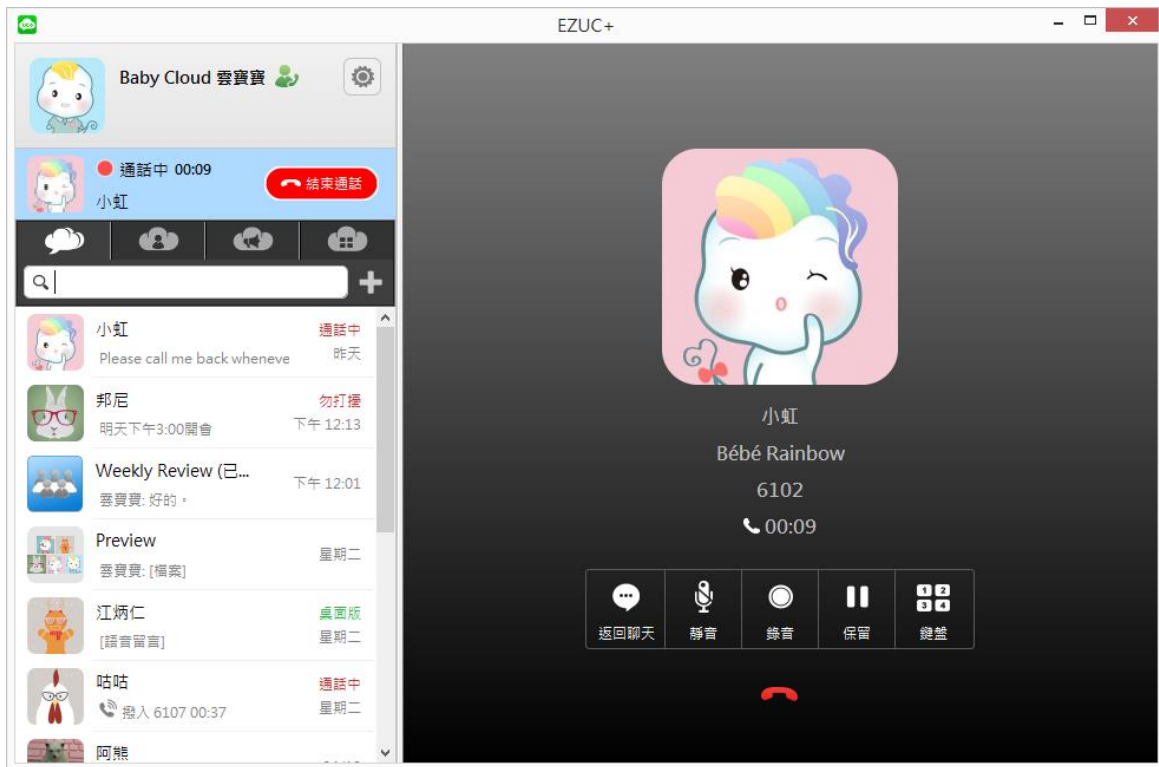 EZUC+
Baby Cloud 雲寶寶
通話中 00:09
小虹
結束通話
小虹
通話中
Please call me back wheneve
昨天
邦尼
勿打擾
明天下午3:00開會
下午 12:13
Weekly Review (已...
下午 12:01
雲寶寶: 好的。
Preview
星期二
雲寶寶: [檔案]
江炳仁
桌面版
[語音留言]
星期二
咕咕
通話中
撥入 6107 00:37
星期二
阿熊
小虹
Bébé Rainbow
6102
00:09
1 2
3 4
返回聊天 靜音 錄音 保留 鍵盤